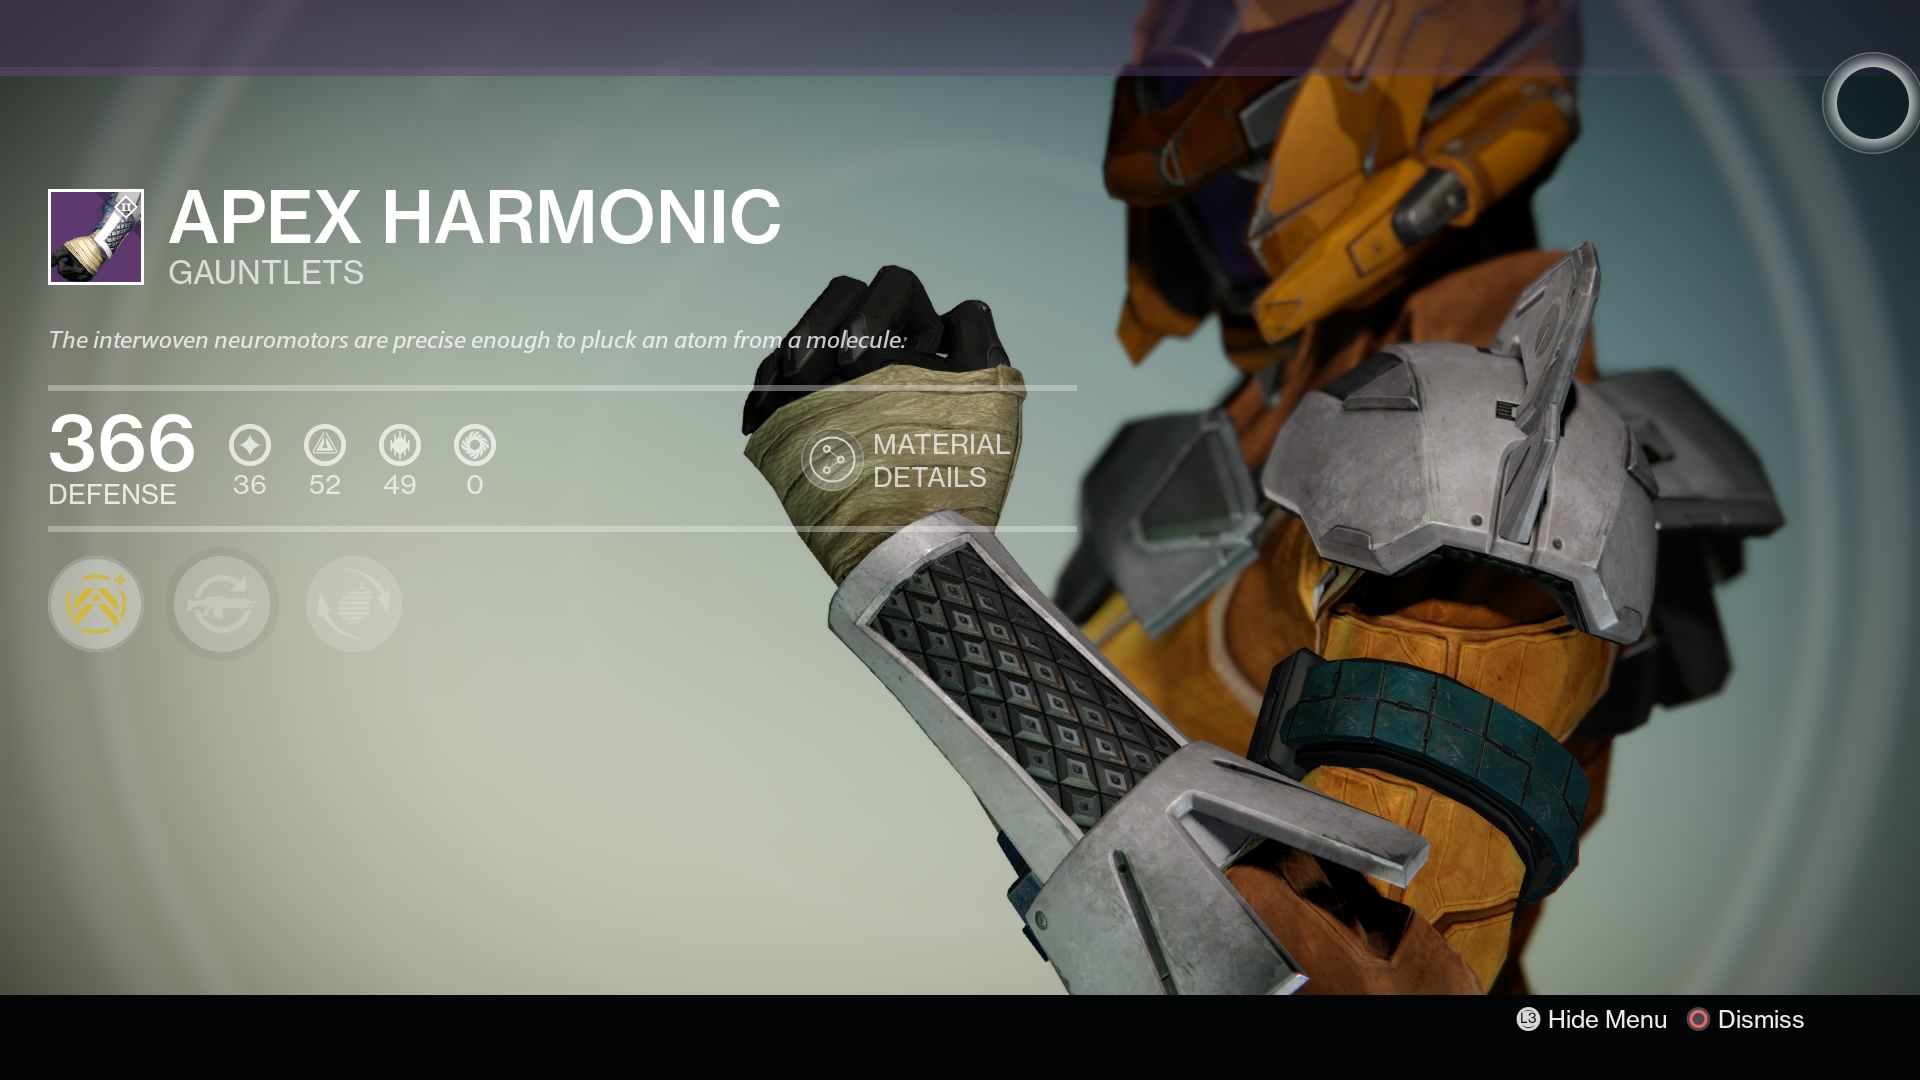 APEX HARMONIC
GAUNTLETS
The interwoven neuromotors are precise enough to pluck an atom from a molecule.
366
DEFENSE
36 52 49 0
MATERIAL
DETAILS
L3 Hide Menu Dismiss